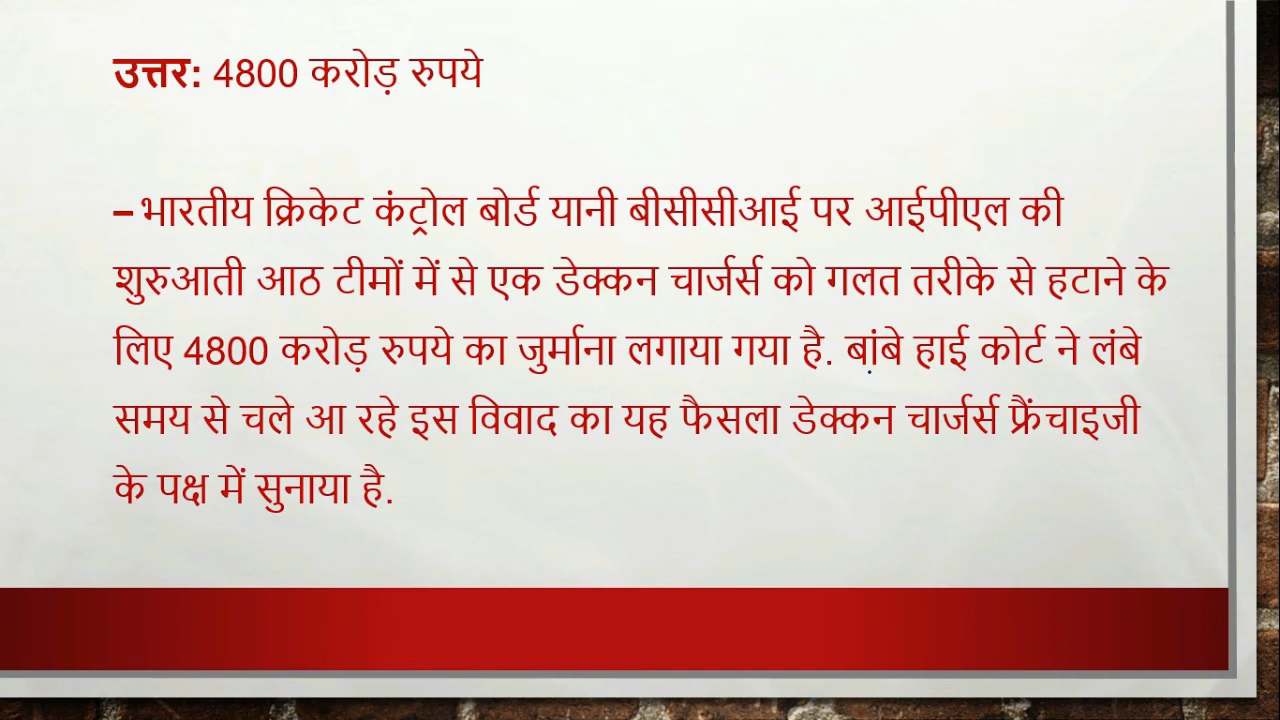 उत्तर: 4800 करोड़ रुपये
– भारतीय क्रिकेट कंट्रोल बोर्ड यानी बीसीसीआई पर आईपीएल की
शुरुआती आठ टीमों में से एक डेक्कन चार्जर्स को गलत तरीके से हटाने के
लिए 4800 करोड़ रुपये का जुर्माना लगाया गया है. बांबे हाई कोर्ट ने लंबे
समय से चले आ रहे इस विवाद का यह फैसला डेक्कन चार्जर्स फ्रैंचाइजी
के पक्ष में सुनाया है.